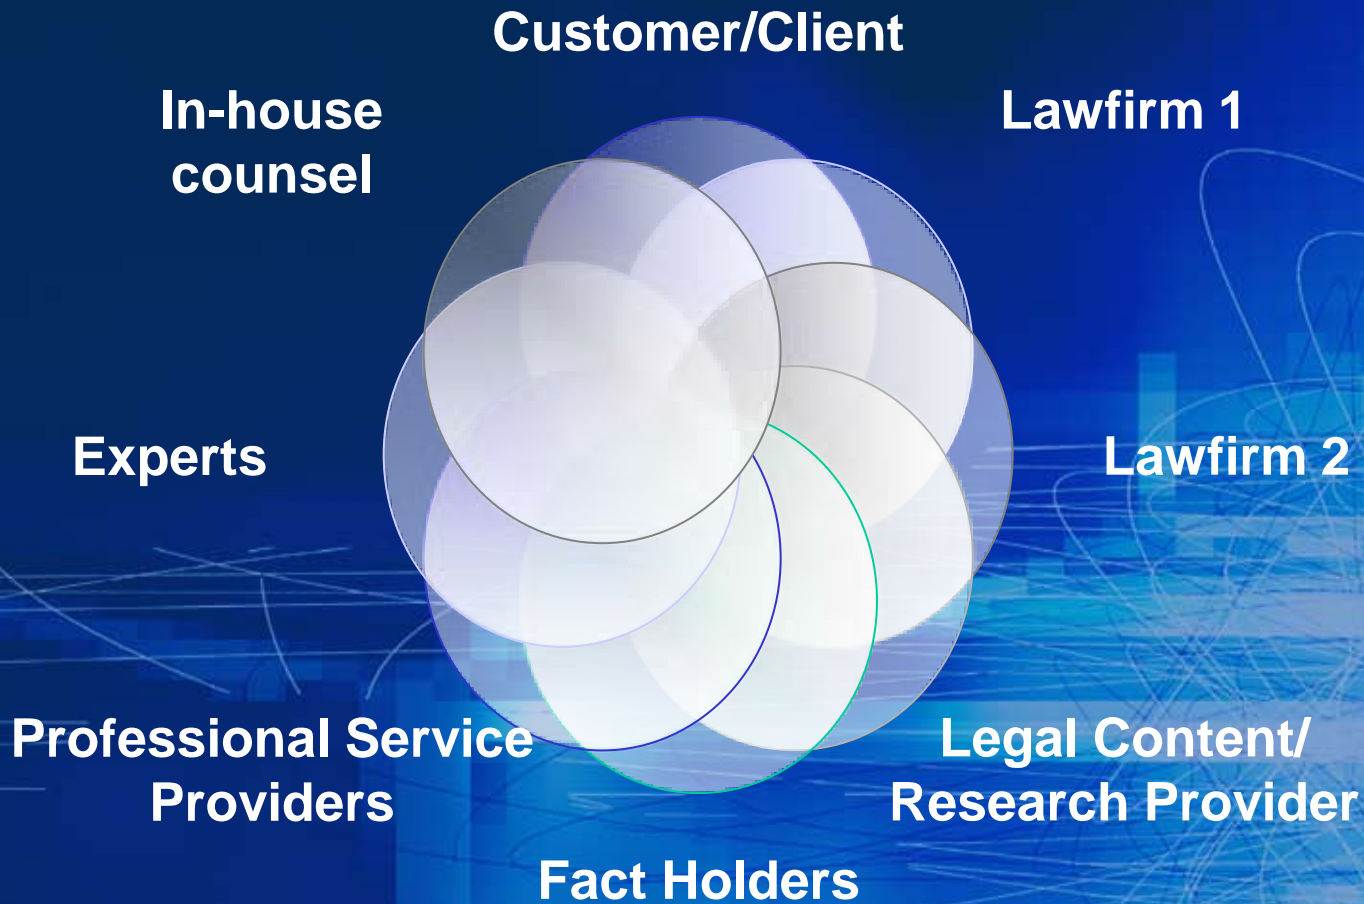 Customer/Client
In-house
counsel
Lawfirm 1
Experts
Lawfirm 2
Professional Service
Providers
Legal Content/
Research Provider
Fact Holders